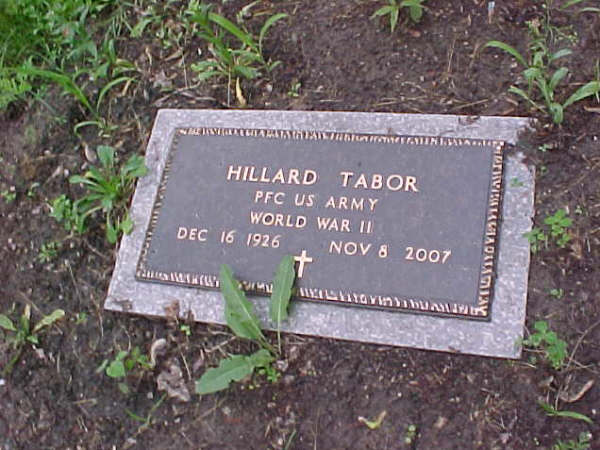 HILLARD TABOR
PFC US ARMY
WORLD WAR II
DEC 16 1926 NOV 8 2007